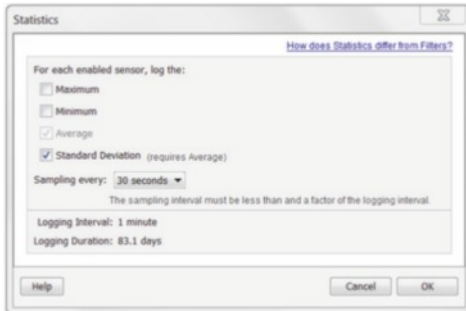 Statistics
How does Statistics differ from Filters?
For each enabled sensor, log the:
Maximum
Minimum
Average
Standard Deviation (requires Average)
Sampling every: 30 seconds
The sampling interval must be less than and a factor of the logging interval.
Logging Interval: 1 minute
Logging Duration: 83.1 days
Help Cancel OK